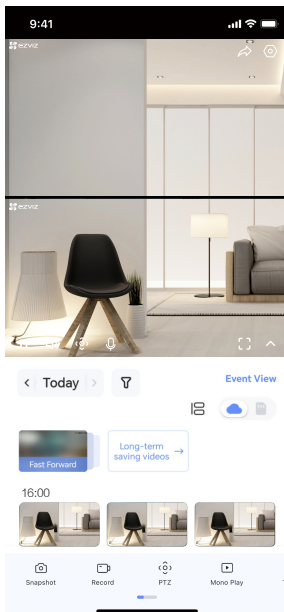 9:41
ezviz
ezviz
Today
Event View
Fast Forward
Long-term
saving videos
16:00
Snapshot
Record
PTZ
Mono Play